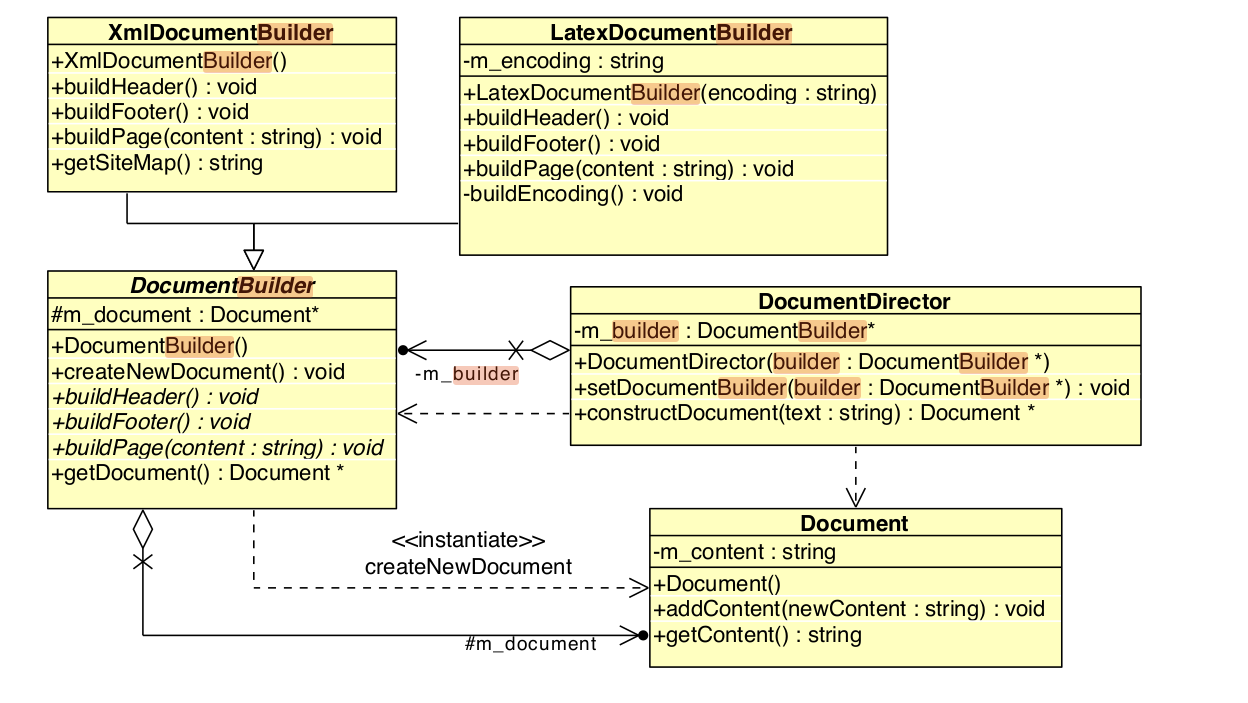 XmlDocumentBuilder
+XmlDocumentBuilder()
+buildHeader() : void
+buildFooter() : void
+buildPage(content : string) : void
+getSiteMap() : string
LatexDocumentBuilder
-m_encoding : string
+LatexDocumentBuilder(encoding : string)
+buildHeader() : void
+buildFooter() : void
+buildPage(content : string) : void
-buildEncoding() : void
DocumentBuilder
#m_document : Document*
+DocumentBuilder()
+createNewDocument() : void
+buildHeader() : void
+buildFooter() : void
+buildPage(content : string) : void
+getDocument() : Document *
-m_builder
DocumentDirector
-m_builder : DocumentBuilder*
+DocumentDirector(builder : DocumentBuilder *)
+setDocumentBuilder(builder : DocumentBuilder *) : void
+constructDocument(text : string) : Document *
<<instantiate>>
createNewDocument
#m_document
Document
-m_content : string
+Document()
+addContent(newContent : string) : void
+getContent() : string